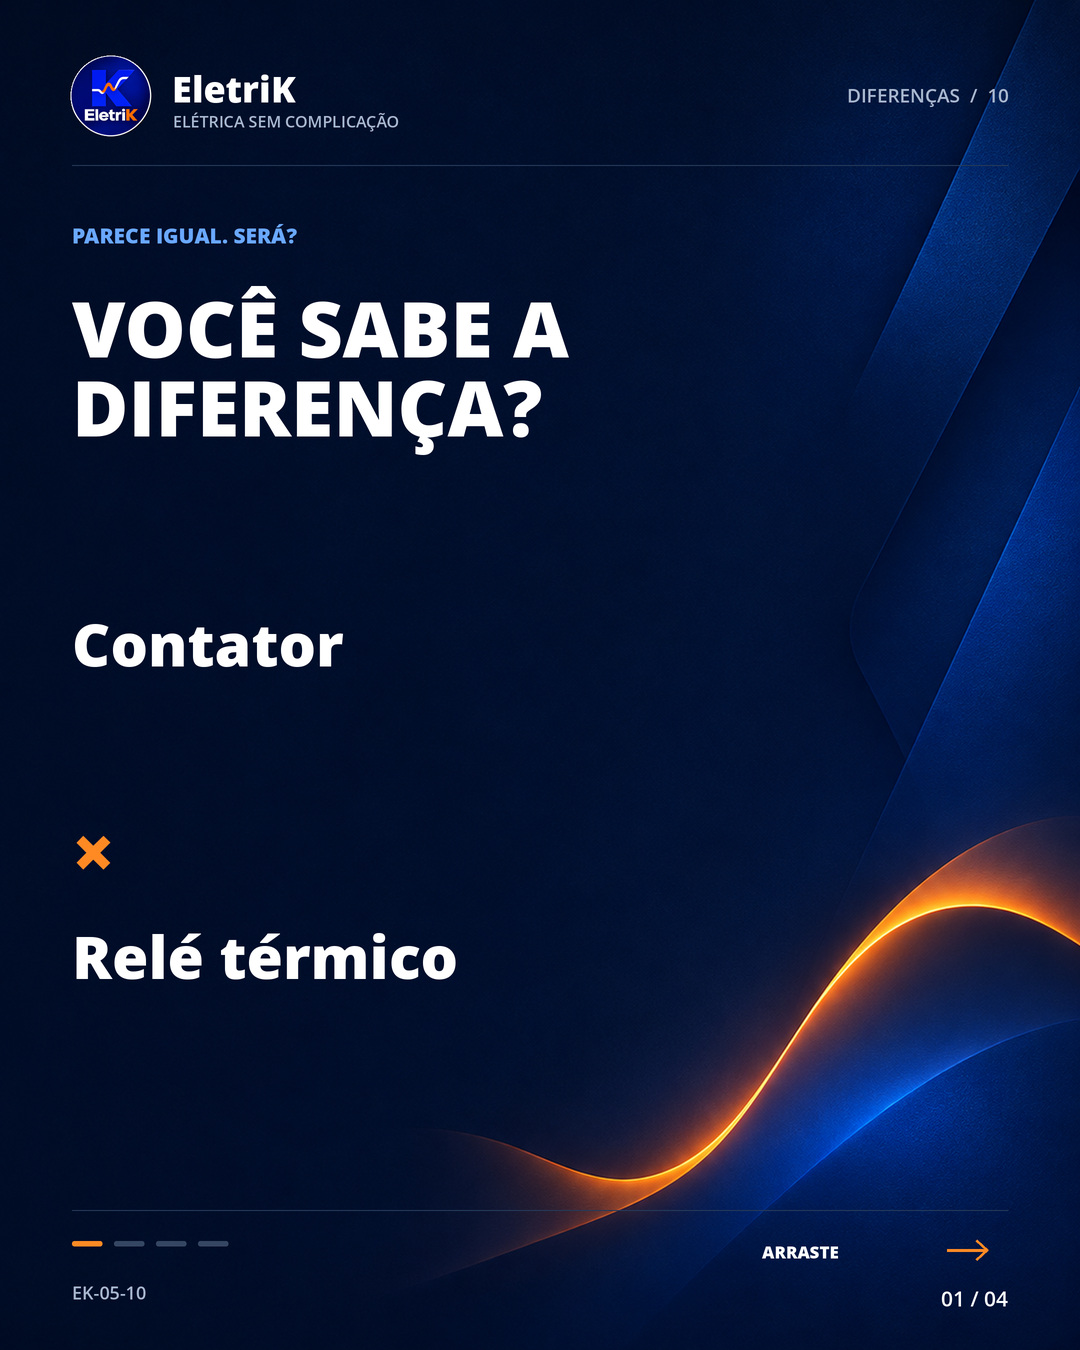 EletriK
EletriK
ELÉTRICA SEM COMPLICAÇÃO
DIFERENÇAS / 10
PARECE IGUAL. SERÁ?
VOCÊ SABE A
DIFERENÇA?
Contator
×
Relé térmico
ARRASTE
EK-05-10
01 / 04